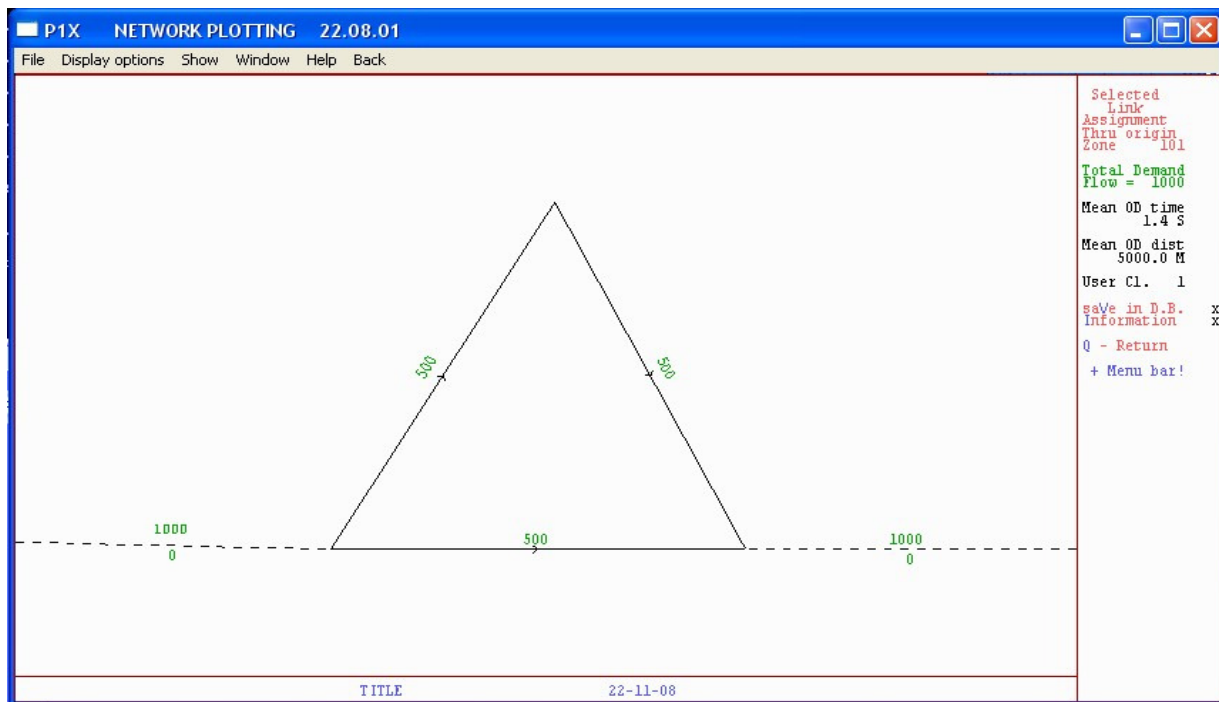 P1X NETWORK PLOTTING 22.08.01
File Display options Show Window Help Back
Selected
Link
Assignment
Thru origin
Zone 101
Total Demand
Flow = 1000
Mean OD time
1.4 S
Mean OD dist
5000.0 M
User Cl. 1
saVe in D.B. x
Information x
Q - Return
+ Menu bar!
500
500
1000
0
500
1000
0
TITLE 22-11-08